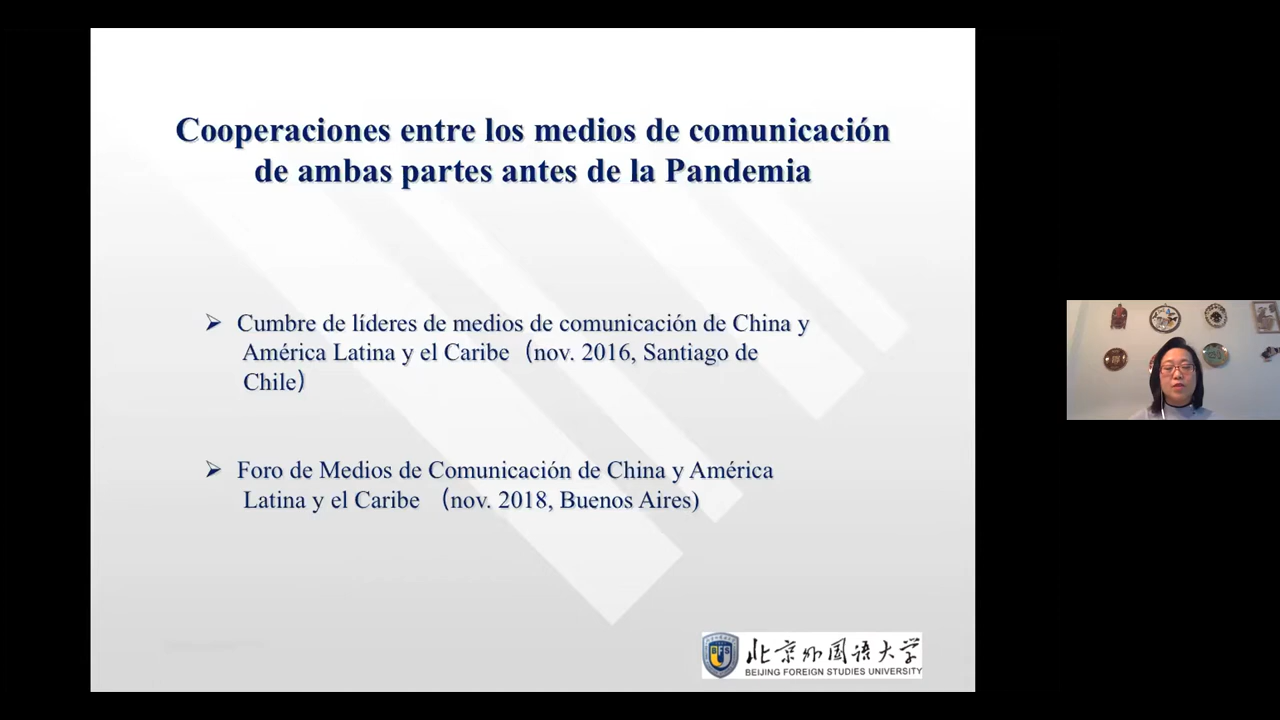 Cooperaciones entre los medios de comunicación
de ambas partes antes de la Pandemia
Cumbre de líderes de medios de comunicación de China y
América Latina y el Caribe（nov. 2016, Santiago de
Chile）
Foro de Medios de Comunicación de China y América
Latina y el Caribe （nov. 2018, Buenos Aires)
北京外国语大学
BEIJING FOREIGN STUDIES UNIVERSITY